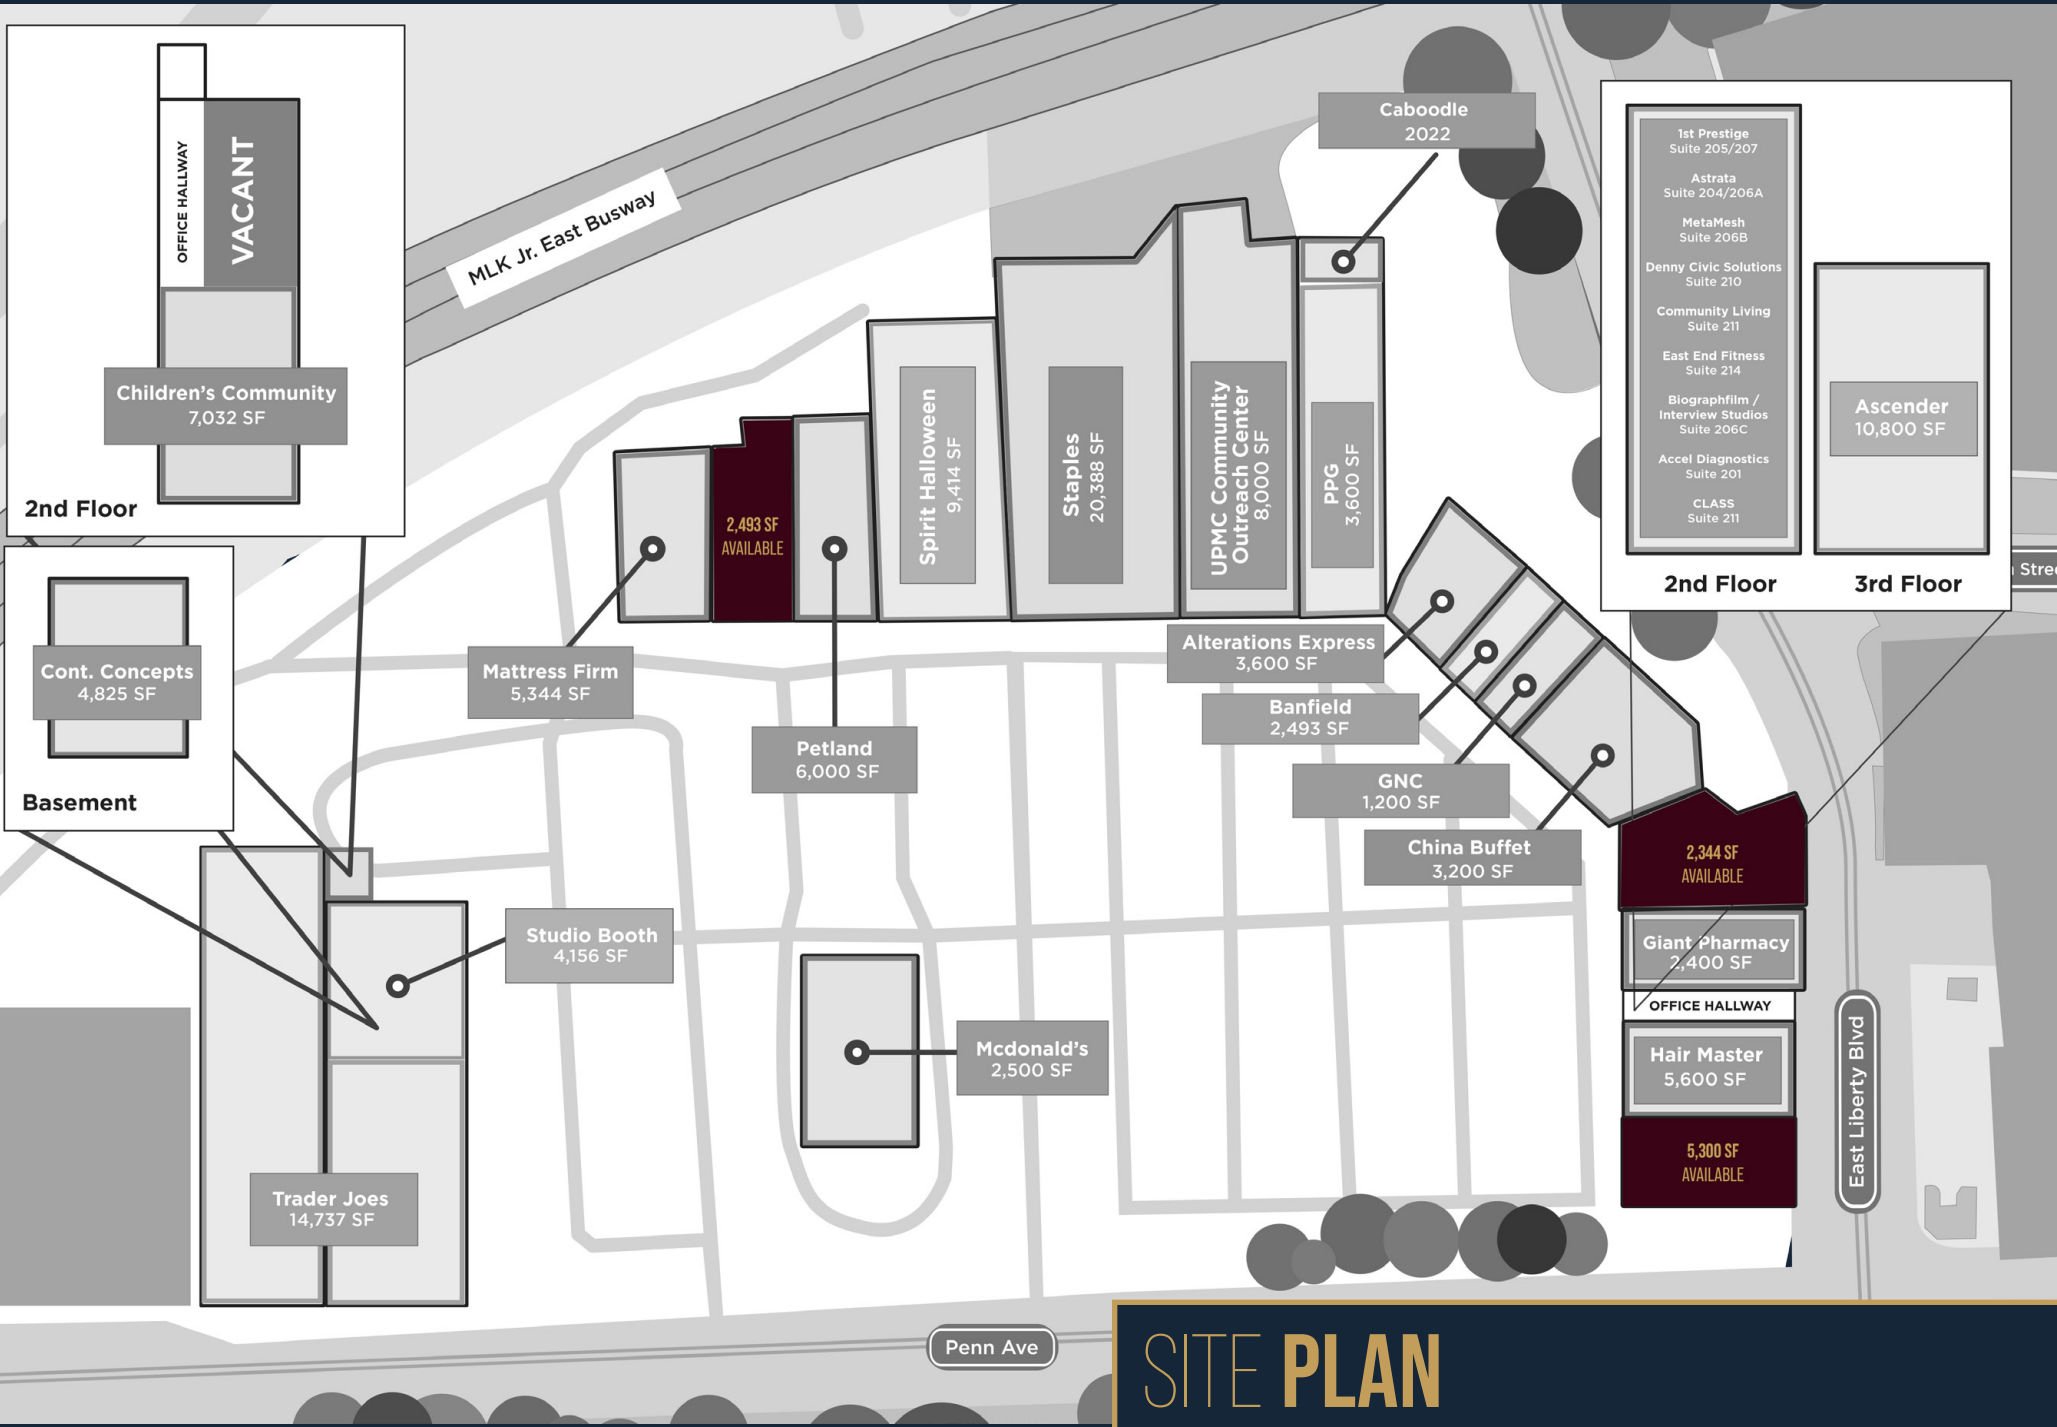 OFFICE HALLWAY
VACANT
Children's Community
7,032 SF
2nd Floor
Cont. Concepts
4,825 SF
Basement
MLK Jr. East Busway
Caboodle
2022
1st Prestige
Suite 205/207
Astrata
Suite 204/206A
MetaMesh
Suite 206B
Denny Civic Solutions
Suite 210
Community Living
Suite 211
East End Fitness
Suite 214
Biographfilm /
Interview Studios
Suite 206C
Accel Diagnostics
Suite 201
CLASS
Suite 211
2nd Floor
Ascender
10,800 SF
3rd Floor
Mattress Firm
5,344 SF
2,493 SF
AVAILABLE
Petland
6,000 SF
Spirit Halloween
9,414 SF
Staples
20,388 SF
UPMC Community
Outreach Center
8,000 SF
PPG
3,600 SF
Alterations Express
3,600 SF
Banfield
2,493 SF
GNC
1,200 SF
China Buffet
3,200 SF
2,344 SF
AVAILABLE
Giant Pharmacy
2,400 SF
OFFICE HALLWAY
Hair Master
5,600 SF
5,300 SF
AVAILABLE
East Liberty Blvd
Studio Booth
4,156 SF
Mcdonald's
2,500 SF
Trader Joes
14,737 SF
Penn Ave
SITE PLAN